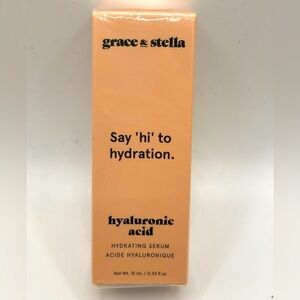 grace & stella
Say 'hi' to
hydration.
hyaluronic
acid
HYDRATING SERUM
ACIDE HYALURONIQUE
Net Wt. 10 mL / 0.34 fl oz